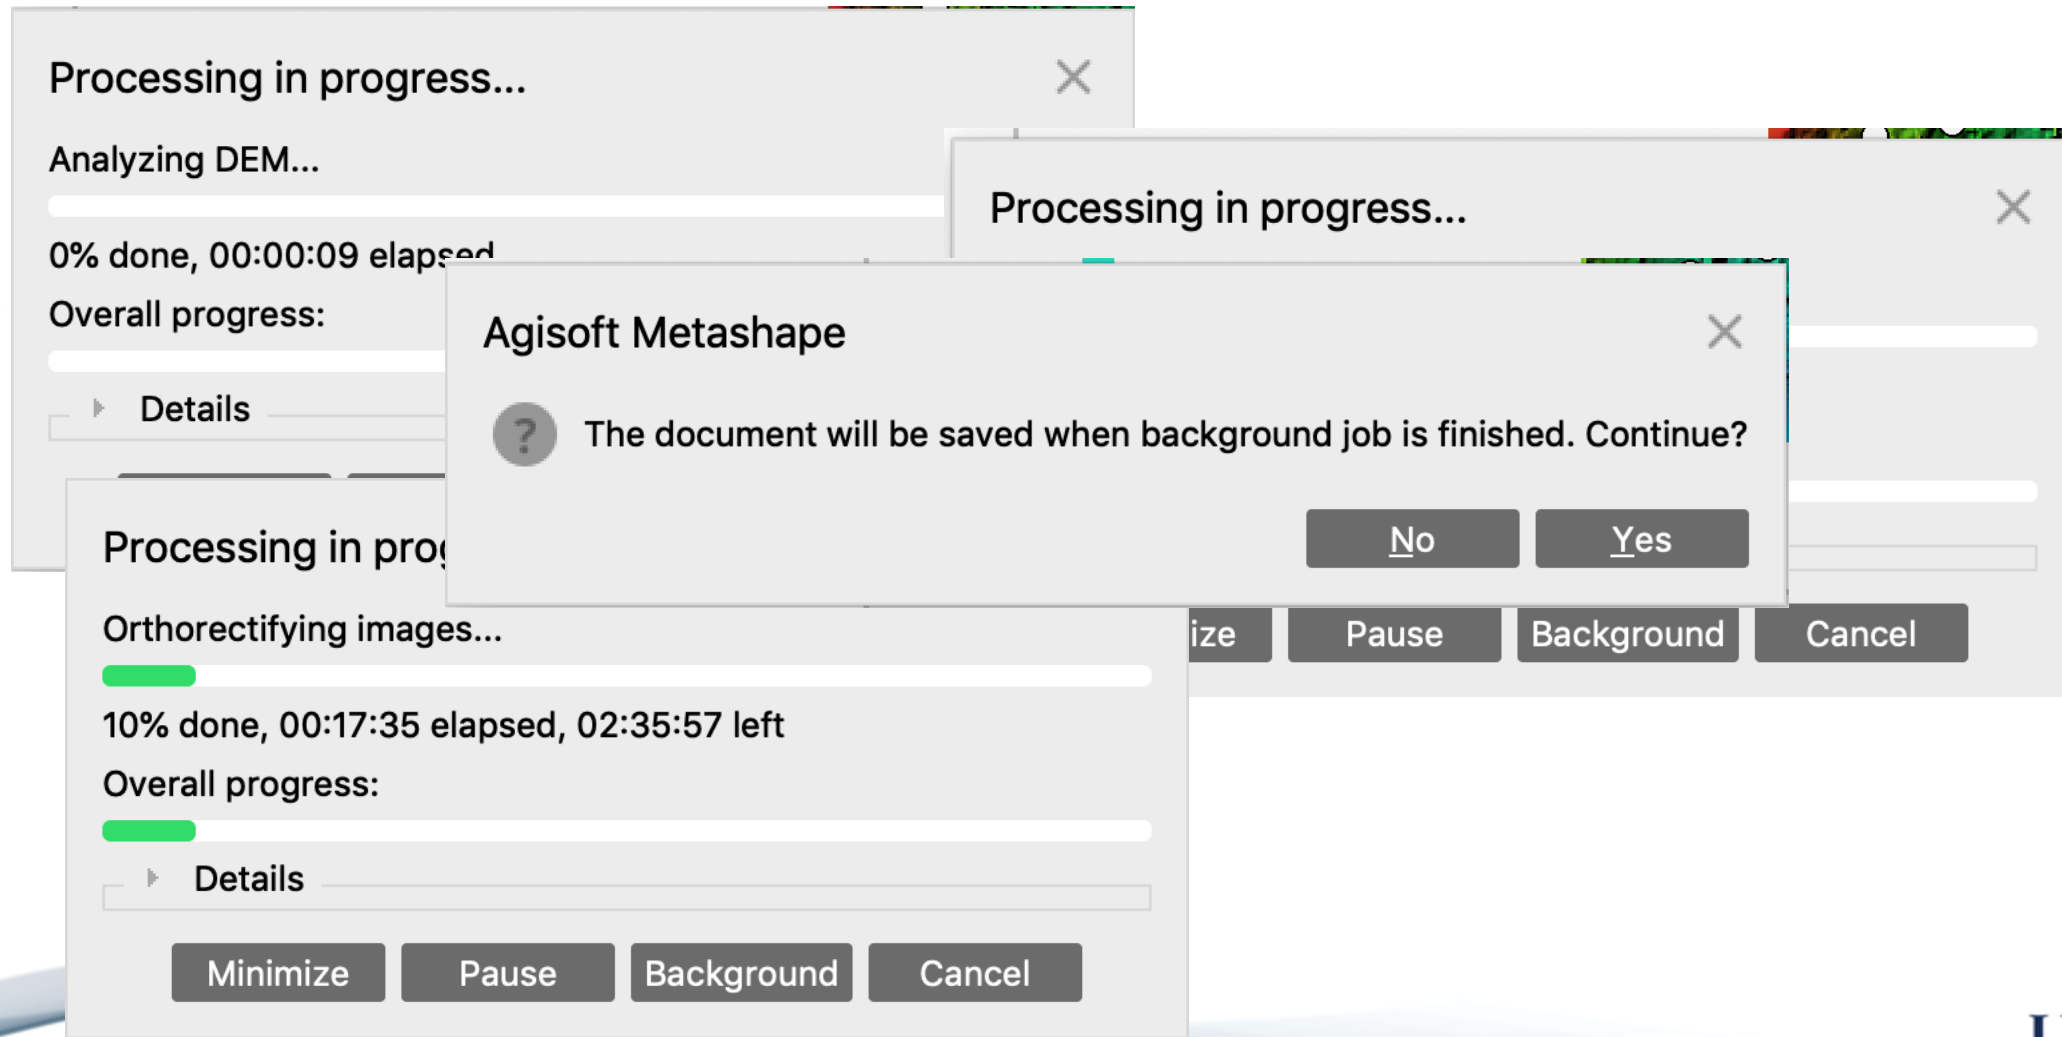 Processing in progress...
Analyzing DEM...
0% done, 00:00:09 elapsed
Overall progress:
Details
Processing in progress...
Pause
Background
Cancel
Agisoft Metashape
?
The document will be saved when background job is finished. Continue?
No
Yes
Processing in
Orthorectifying images...
10% done, 00:17:35 elapsed, 02:35:57 left
Overall progress:
Details
Minimize
Pause
Background
Cancel